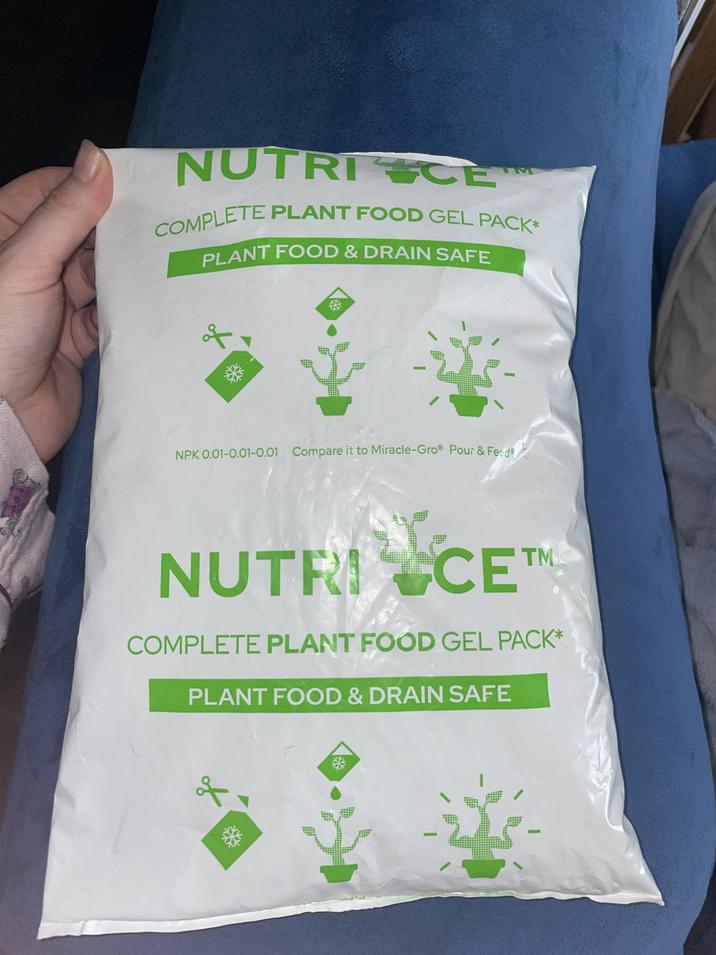 NUTRI CE™
COMPLETE PLANT FOOD GEL PACK*
PLANT FOOD & DRAIN SAFE
NPK 0.01-0.01-0.01 Compare it to Miracle-Gro® Pour & Feed®
NUTRI CE™
COMPLETE PLANT FOOD GEL PACK*
PLANT FOOD & DRAIN SAFE